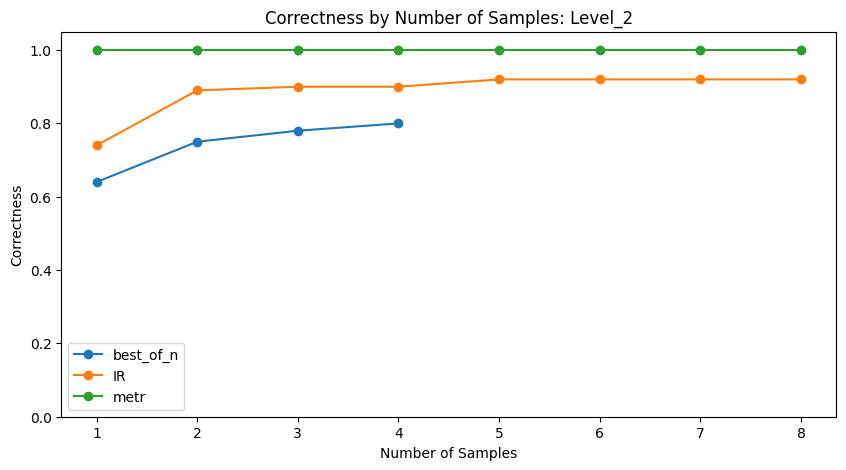 Correctness by Number of Samples: Level_2
Correctness
1.0
0.8
0.6
0.4
0.2
0.0
best_of_n
IR
metr
1 2 3 4 5 6 7 8
Number of Samples